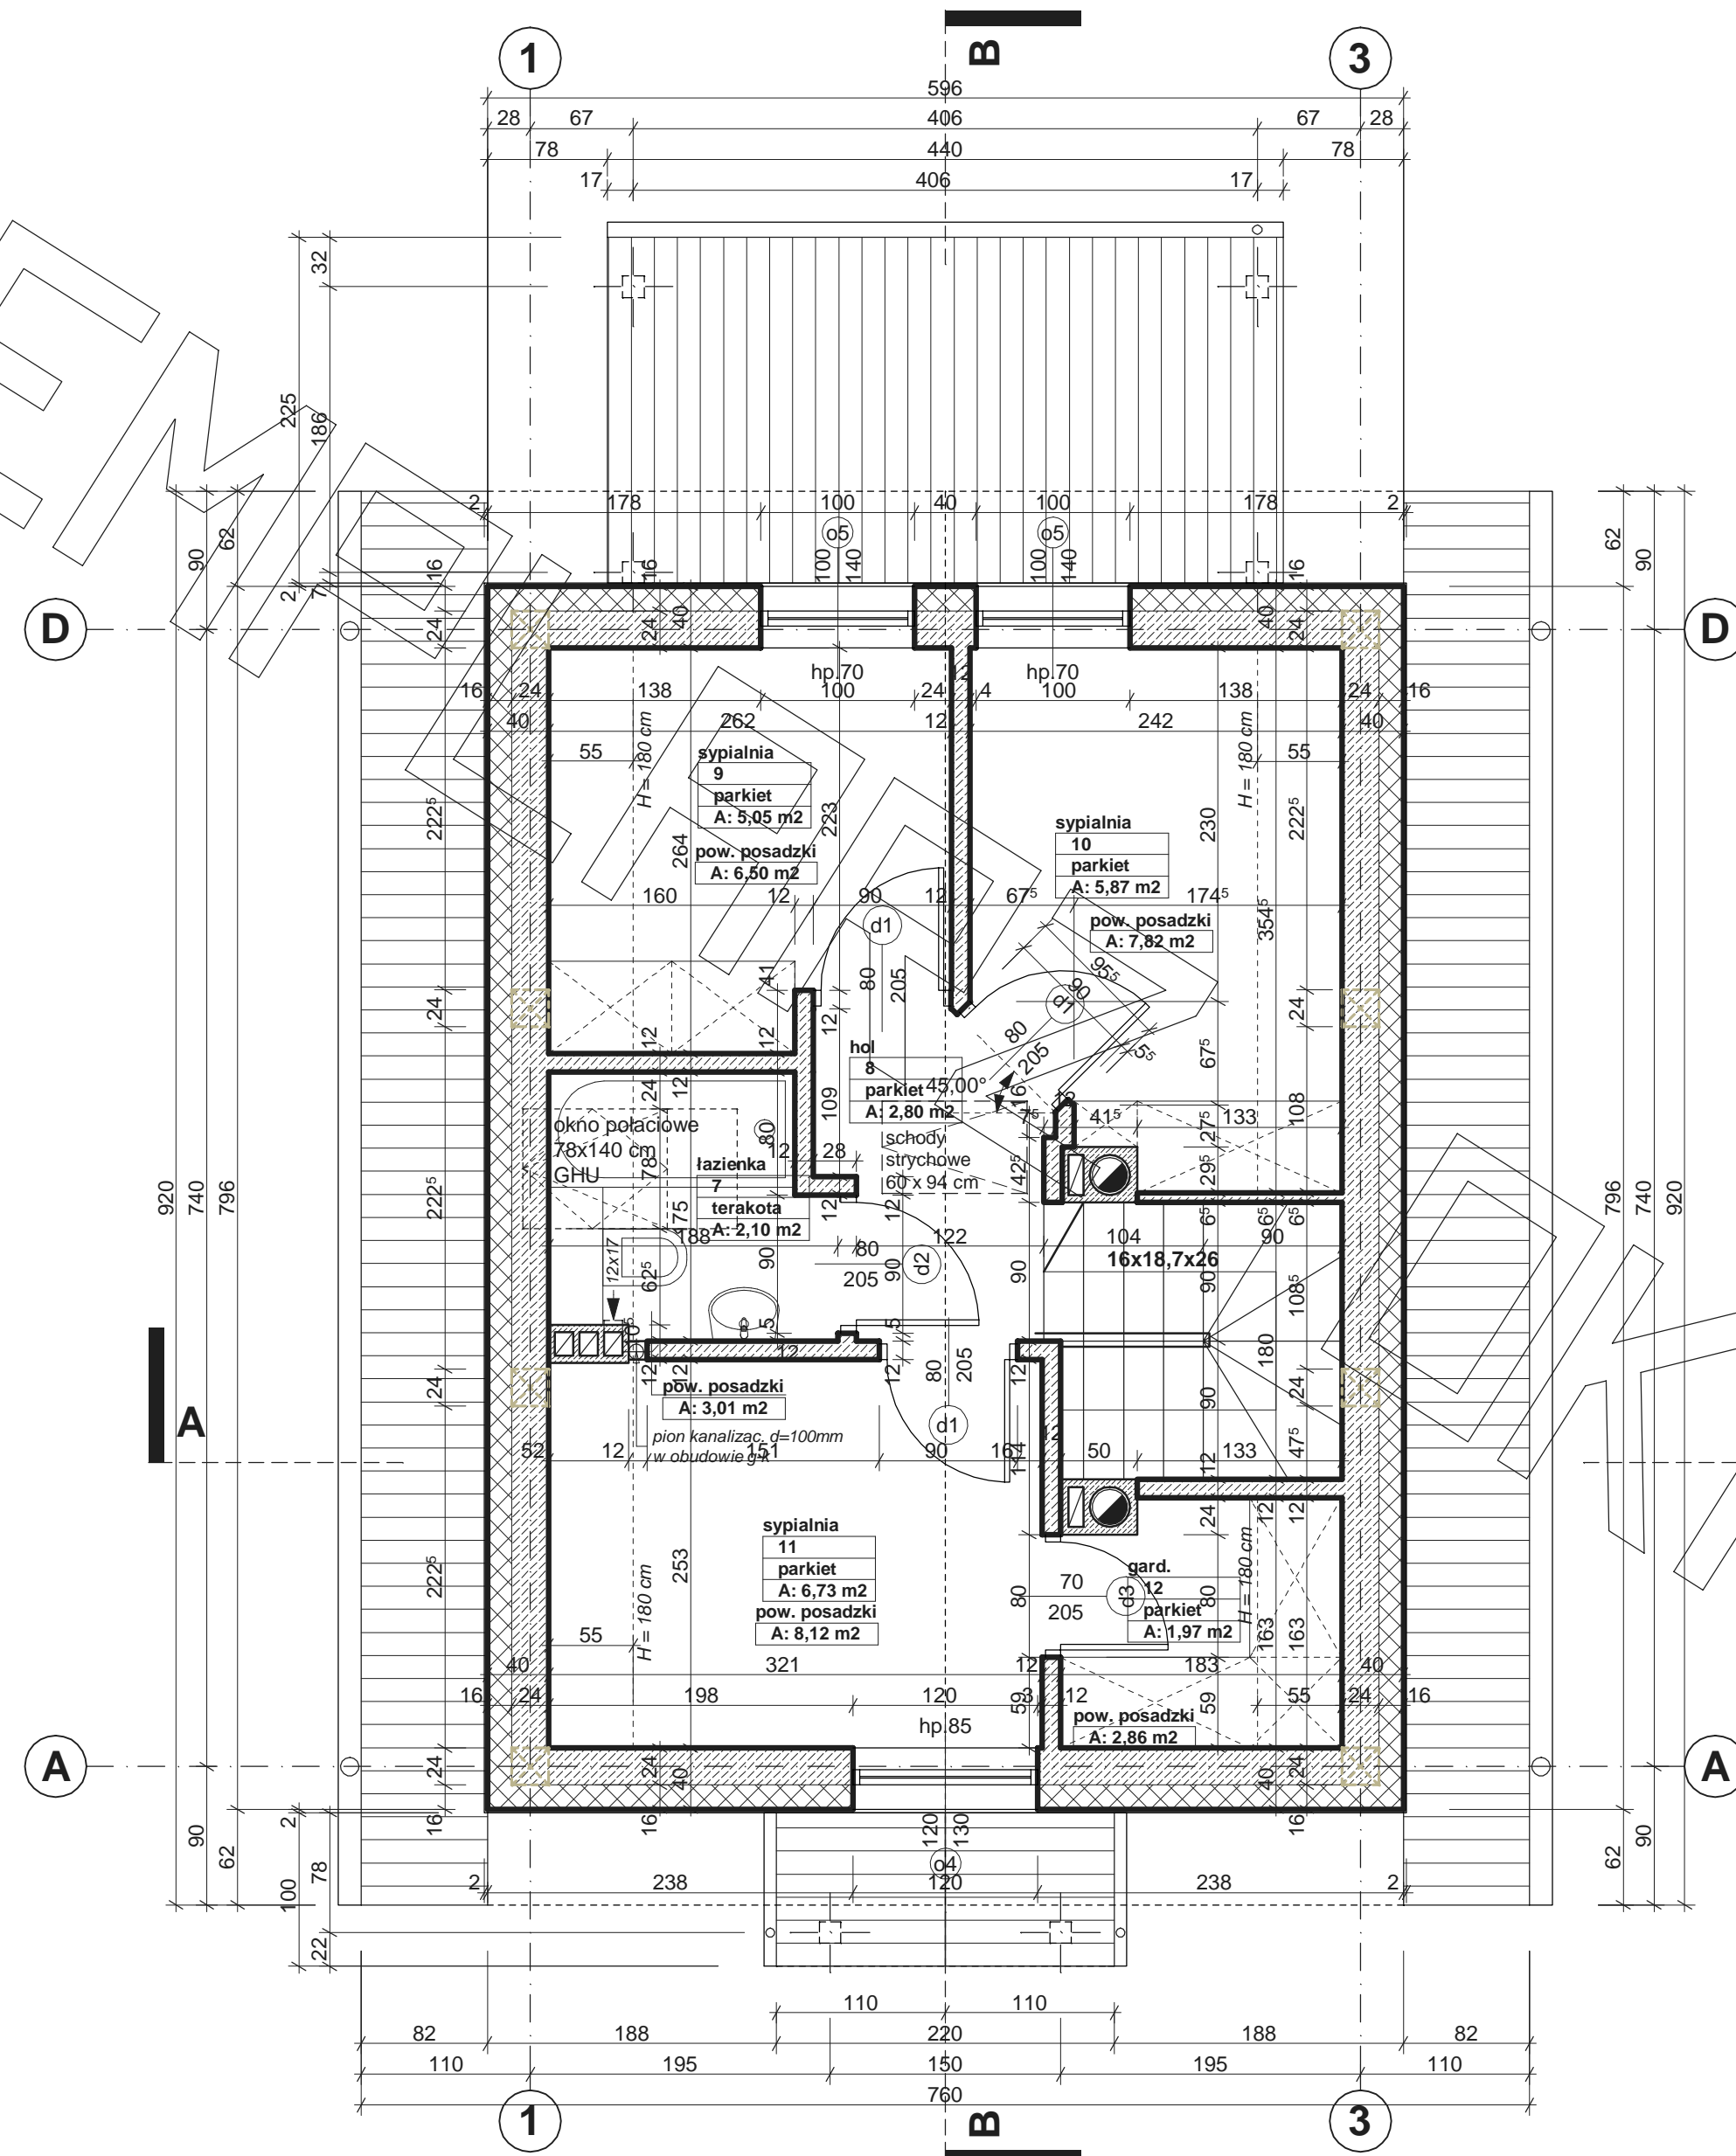 B
1
3
596
28 67 406 67 28
78 440 78
17 406 17
32
225
186
2 178 100 40 100 178 2
62
90
16
16
16
62
90
o5
o5
100
140
100
140
2
7
D
D
24
24
40
40
24
hp.70
12
hp.70
16 24 138 100 24 4 100 138 24 16
40 262 12 242 40
55
H = 180 cm
H = 180 cm
55
sypialnia
9
parkiet
A: 5,05 m2
pow. posadzki
A: 6,50 m2
222⁵
264
223
sypialnia
10
parkiet
A: 5,87 m2
pow. posadzki
A: 7,82 m2
230
222⁵
354⁵
160 12 90 12 67⁵ 174⁵
d1
80
205
41
95⁵
90
d1
80
205
5⁵
24
24
12
12
12
67⁵
hol
8
parkiet
A: 2,80 m2
45,00°
16
12
24
12
109
7⁵
41⁵
133
108
27⁵
okno połaciowe
78x140 cm
GHU
78
80
12 28
schody
strychowe
60 x 94 cm
42⁵
29⁵
łazienka
7
terakota
A: 2,10 m2
175
12
12
6⁵
6⁵
6⁵
920
740
796
222⁵
796
740
920
188
122
104
90
16x18,7x26
12x17
62⁵
90
80
205
90
d2
90
90
108⁵
5
5
10⁵
12
12
12
12
80
205
12
180
pow. posadzki
A: 3,01 m2
24
24
90
A
pion kanalizac. d=100mm
w obudowie g-k
d1
52 12 151 90 164 50 133
114
12
12
47⁵
sypialnia
11
parkiet
A: 6,73 m2
pow. posadzki
A: 8,12 m2
222⁵
253
24
12
12
gard.
12
parkiet
A: 1,97 m2
70
205
d3
80
80
H = 180 cm
H = 180 cm
163
163
55
40 321 12 183 40
16 24 198 120 3 12 55 24 16
59
59
hp.85
pow. posadzki
A: 2,86 m2
A
A
24
24
40
40
24
16
16
16
120
130
o4
2
90
62
78
100
22
2 238 120 238 2
62
90
110 110
82 188 220 188 82
110 195 150 195 110
760
1
B
3